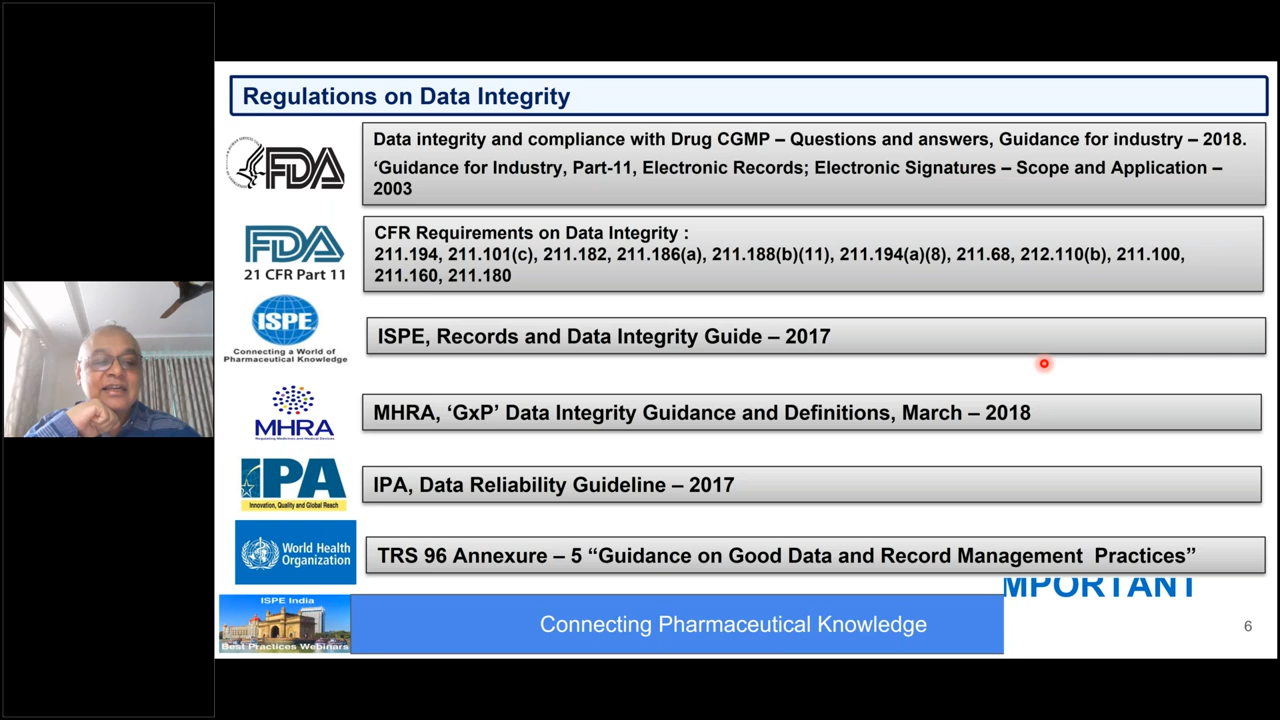 Regulations on Data Integrity
FDA
Data integrity and compliance with Drug CGMP – Questions and answers, Guidance for industry – 2018.
‘Guidance for Industry, Part-11, Electronic Records; Electronic Signatures – Scope and Application –
2003
FDA
21 CFR Part 11
CFR Requirements on Data Integrity :
211.194, 211.101(c), 211.182, 211.186(a), 211.188(b)(11), 211.194(a)(8), 211.68, 212.110(b), 211.100,
211.160, 211.180
ISPE
Connecting a World of
Pharmaceutical Knowledge
ISPE, Records and Data Integrity Guide – 2017
MHRA
Regulating Medicines and Medical Devices
MHRA, ‘GxP’ Data Integrity Guidance and Definitions, March – 2018
IPA
Innovation, Quality and Global Reach
IPA, Data Reliability Guideline – 2017
World Health
Organization
TRS 96 Annexure – 5 “Guidance on Good Data and Record Management Practices”
MPORTANT
ISPE India
Best Practices Webinars
Connecting Pharmaceutical Knowledge
6